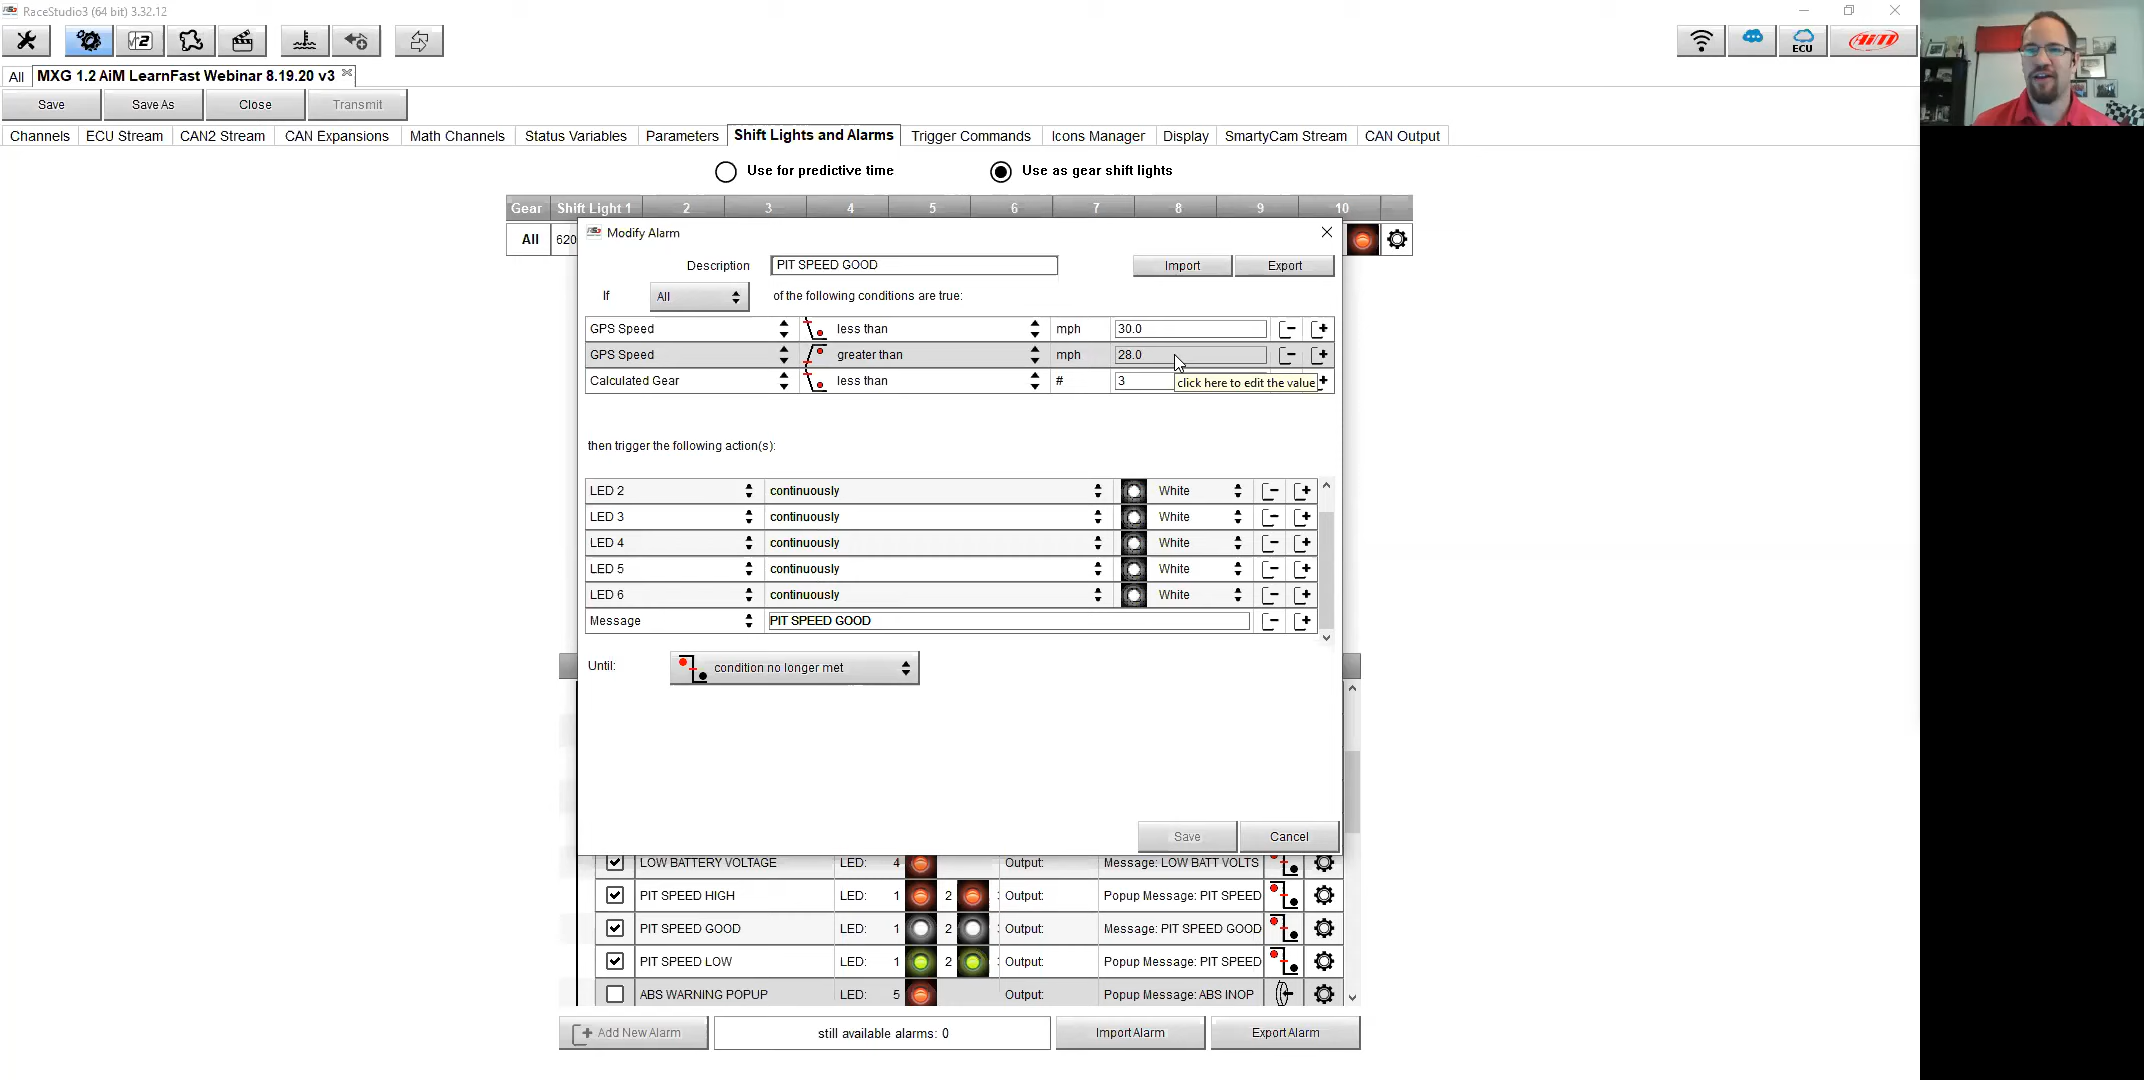 RaceStudio3 (64 bit) 3.32.12
ECU
AiM
All MXG 1.2 AiM LearnFast Webinar 8.19.20 v3
Save Save As Close Transmit
Channels ECU Stream CAN2 Stream CAN Expansions Math Channels Status Variables Parameters Shift Lights and Alarms Trigger Commands Icons Manager Display SmartyCam Stream CAN Output
Use for predictive time Use as gear shift lights
Gear Shift Light 1 2 3 4 5 6 7 8 9 10
All 620
Modify Alarm
Description PIT SPEED GOOD Import Export
If All of the following conditions are true:
GPS Speed less than mph 30.0
GPS Speed greater than mph 28.0
Calculated Gear less than # 3
click here to edit the value
then trigger the following action(s):
LED 2 continuously White
LED 3 continuously White
LED 4 continuously White
LED 5 continuously White
LED 6 continuously White
Message PIT SPEED GOOD
Until: condition no longer met
Save Cancel
LOW BATTERY VOLTAGE LED: 4 Output: Message: LOW BATT VOLTS
PIT SPEED HIGH LED: 1 2 Output: Popup Message: PIT SPEED
PIT SPEED GOOD LED: 1 2 Output: Message: PIT SPEED GOOD
PIT SPEED LOW LED: 1 2 Output: Popup Message: PIT SPEED
ABS WARNING POPUP LED: 5 Output: Popup Message: ABS INOP
Add New Alarm still available alarms: 0 Import Alarm Export Alarm